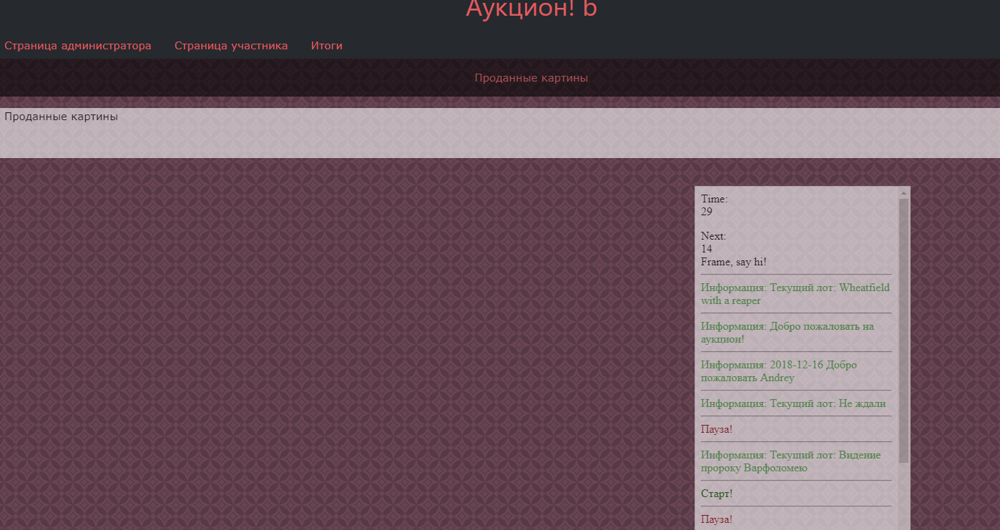 Аукцион! b
Страница администратора Страница участника Итоги
Проданные картины
Проданные картины
Time:
29
Next:
14
Frame, say hi!
Информация: Текущий лот: Wheatfield
with a reaper
Информация: Добро пожаловать на
аукцион!
Информация: 2018-12-16 Добро
пожаловать Andrey
Информация: Текущий лот: Не ждали
Пауза!
Информация: Текущий лот: Видение
пророку Варфоломею
Старт!
Пауза!